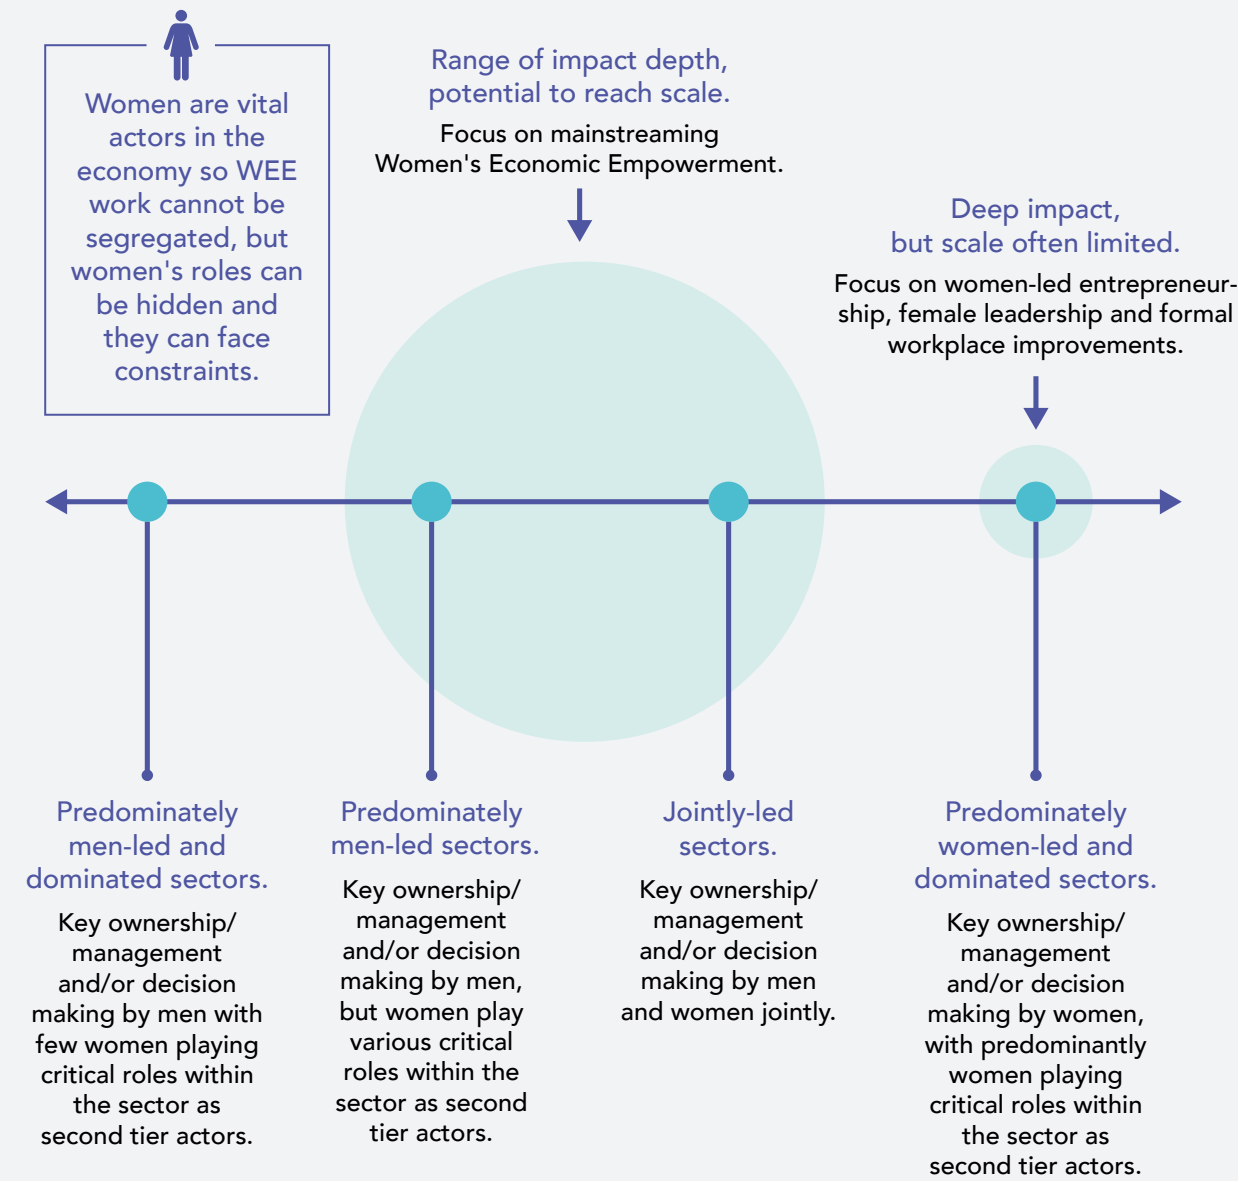 Women are vital
actors in the
economy so WEE
work cannot be
segregated, but
women's roles can
be hidden and
they can face
constraints.
Range of impact depth,
potential to reach scale.
Focus on mainstreaming
Women's Economic Empowerment.
Deep impact,
but scale often limited.
Focus on women-led entrepreneur-
ship, female leadership and formal
workplace improvements.
Predominately
men-led and
dominated sectors.
Key ownership/
management
and/or decision
making by men with
few women playing
critical roles within
the sector as
second tier actors.
Predominately
men-led sectors.
Key ownership/
management
and/or decision
making by men,
but women play
various critical
roles within the
sector as second
tier actors.
Jointly-led
sectors.
Key ownership/
management
and/or decision
making by men
and women jointly.
Predominately
women-led and
dominated sectors.
Key ownership/
management
and/or decision
making by women,
with predominantly
women playing
critical roles within
the sector as
second tier actors.